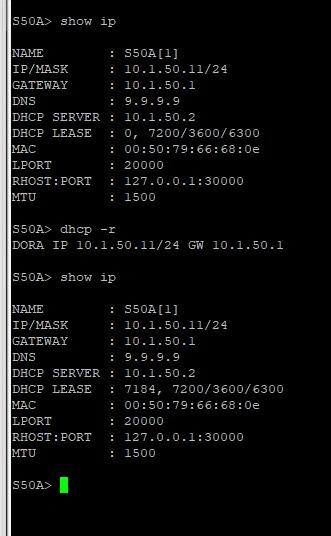 S50A> show ip
NAME        : S50A[1]
IP/MASK     : 10.1.50.11/24
GATEWAY     : 10.1.50.1
DNS         : 9.9.9.9
DHCP SERVER : 10.1.50.2
DHCP LEASE  : 0, 7200/3600/6300
MAC         : 00:50:79:66:68:0e
LPORT       : 20000
RHOST:PORT  : 127.0.0.1:30000
MTU         : 1500
S50A> dhcp -r
DORA IP 10.1.50.11/24 GW 10.1.50.1
S50A> show ip
NAME        : S50A[1]
IP/MASK     : 10.1.50.11/24
GATEWAY     : 10.1.50.1
DNS         : 9.9.9.9
DHCP SERVER : 10.1.50.2
DHCP LEASE  : 7184, 7200/3600/6300
MAC         : 00:50:79:66:68:0e
LPORT       : 20000
RHOST:PORT  : 127.0.0.1:30000
MTU         : 1500
S50A>